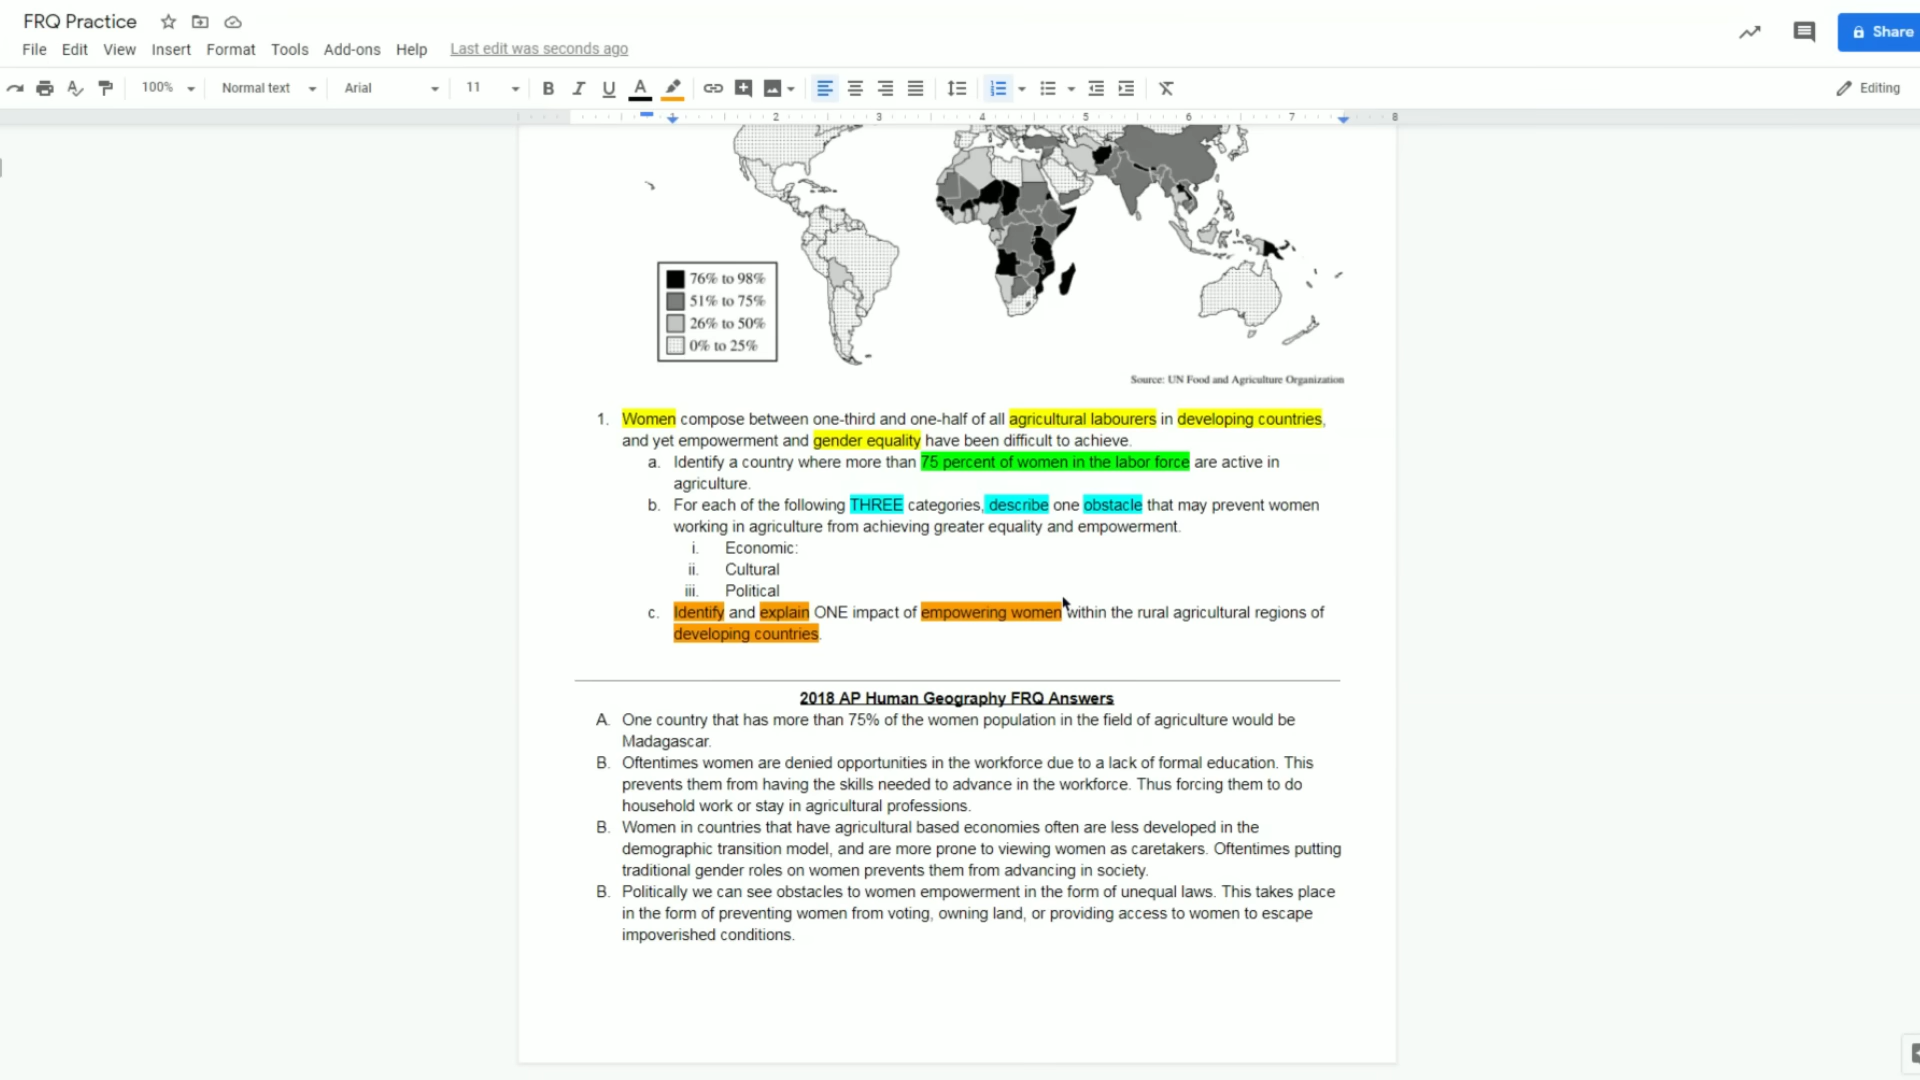 FRQ Practice
File Edit View Insert Format Tools Add-ons Help Last edit was seconds ago
Share
100% Normal text Arial 11 B I U A Editing
2 3 4 5 6 7 8
76% to 98%
51% to 75%
26% to 50%
0% to 25%
Source: UN Food and Agriculture Organization
1. Women compose between one-third and one-half of all agricultural labourers in developing countries,
and yet empowerment and gender equality have been difficult to achieve.
a. Identify a country where more than 75 percent of women in the labor force are active in
agriculture.
b. For each of the following THREE categories, describe one obstacle that may prevent women
working in agriculture from achieving greater equality and empowerment.
i. Economic:
ii. Cultural
iii. Political
c. Identify and explain ONE impact of empowering women within the rural agricultural regions of
developing countries.
2018 AP Human Geography FRQ Answers
A. One country that has more than 75% of the women population in the field of agriculture would be
Madagascar.
B. Oftentimes women are denied opportunities in the workforce due to a lack of formal education. This
prevents them from having the skills needed to advance in the workforce. Thus forcing them to do
household work or stay in agricultural professions.
B. Women in countries that have agricultural based economies often are less developed in the
demographic transition model, and are more prone to viewing women as caretakers. Oftentimes putting
traditional gender roles on women prevents them from advancing in society.
B. Politically we can see obstacles to women empowerment in the form of unequal laws. This takes place
in the form of preventing women from voting, owning land, or providing access to women to escape
impoverished conditions.